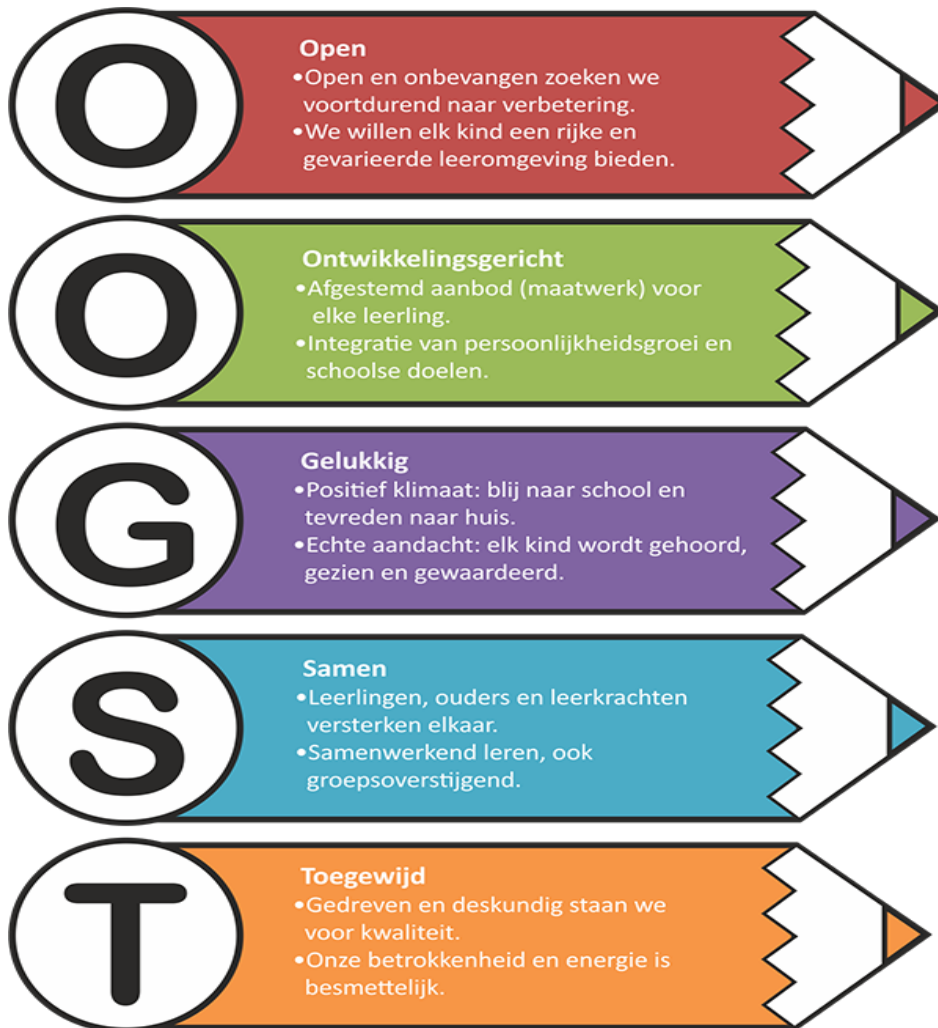 O
Open
•Open en onbevangen zoeken we
voortdurend naar verbetering.
•We willen elk kind een rijke en
gevarieerde leeromgeving bieden.
O
Ontwikkelingsgericht
•Afgestemd aanbod (maatwerk) voor
elke leerling.
•Integratie van persoonlijkheidsgroei en
schoolse doelen.
G
Gelukkig
•Positief klimaat: blij naar school en
tevreden naar huis.
•Echte aandacht: elk kind wordt gehoord,
gezien en gewaardeerd.
S
Samen
•Leerlingen, ouders en leerkrachten
versterken elkaar.
•Samenwerkend leren, ook
groepsoverstijgend.
T
Toegewijd
•Gedreven en deskundig staan we
voor kwaliteit.
•Onze betrokkenheid en energie is
besmettelijk.